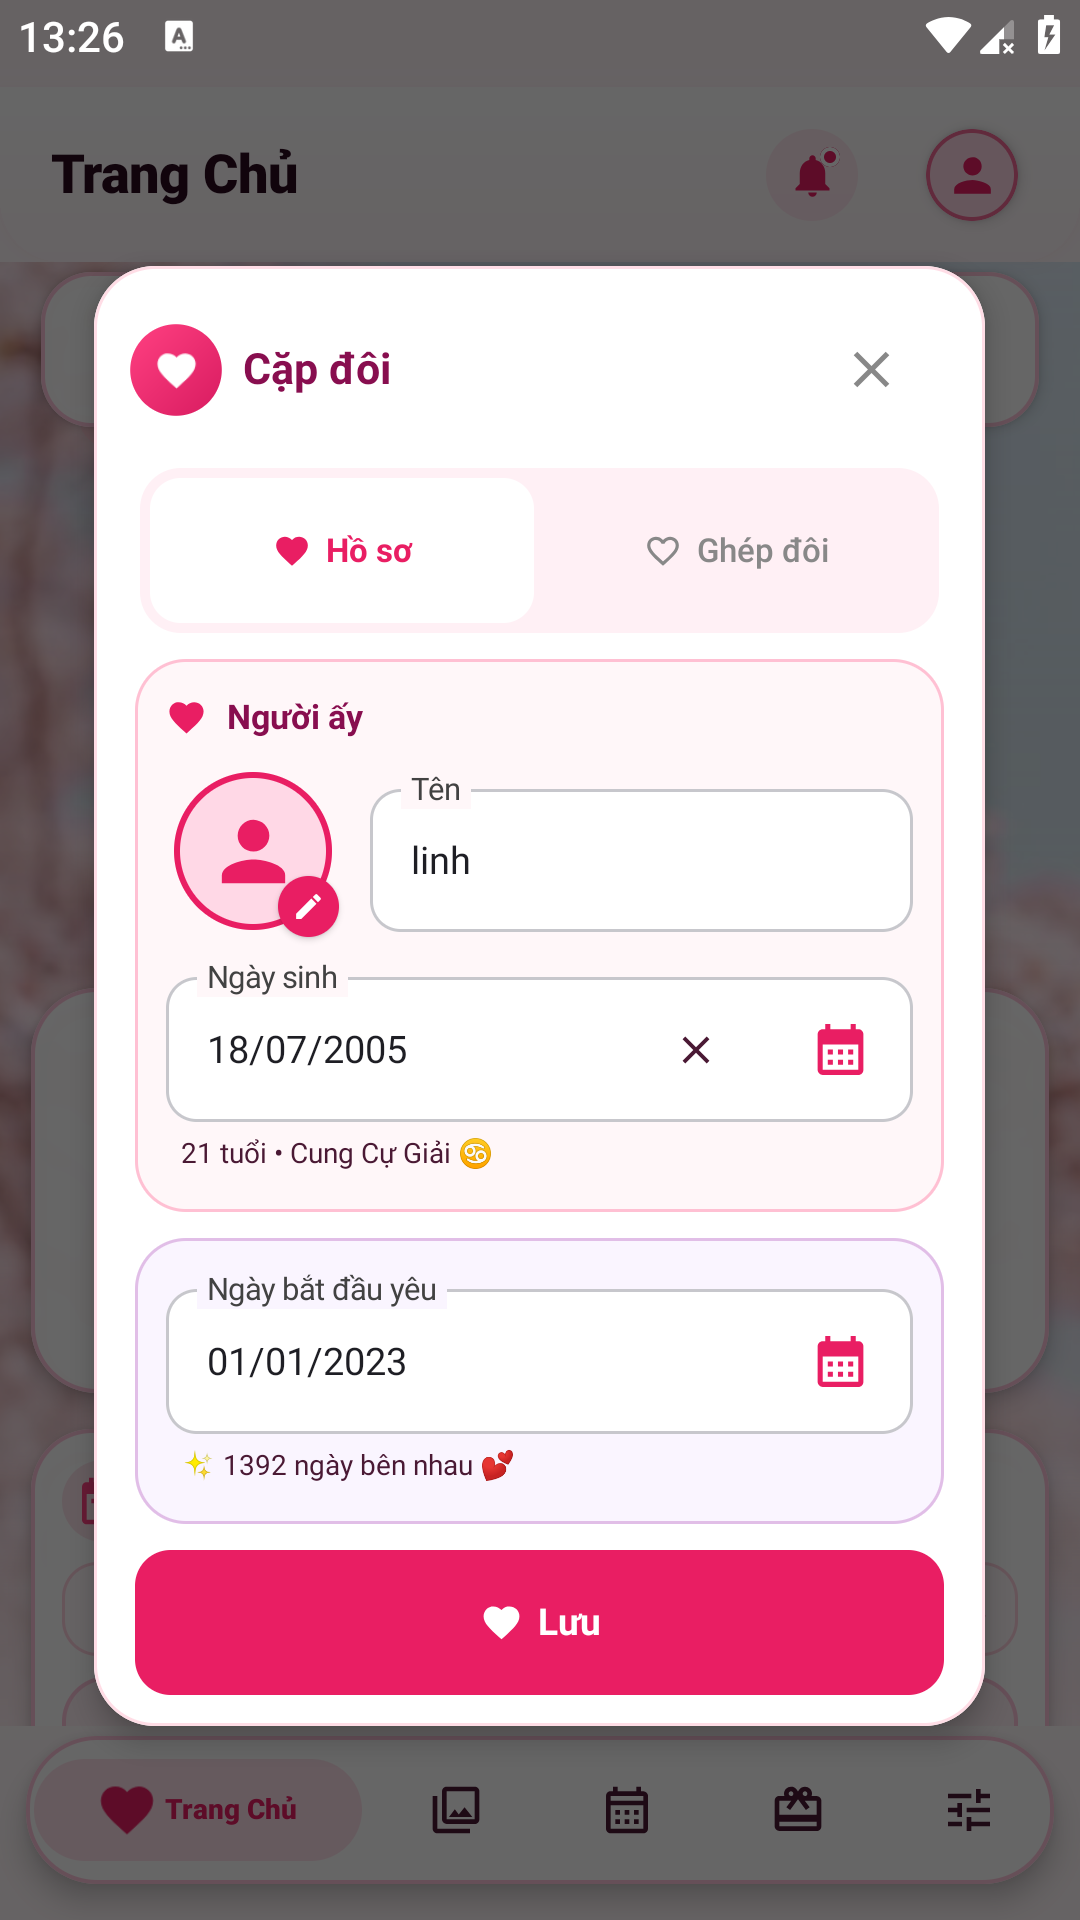 13:26
Trang Chủ
Cặp đôi
Hồ sơ
Ghép đôi
Người ấy
Tên
linh
Ngày sinh
18/07/2005
21 tuổi • Cung Cự Giải ♋
Ngày bắt đầu yêu
01/01/2023
✨ 1392 ngày bên nhau 💕
Lưu
Trang Chủ